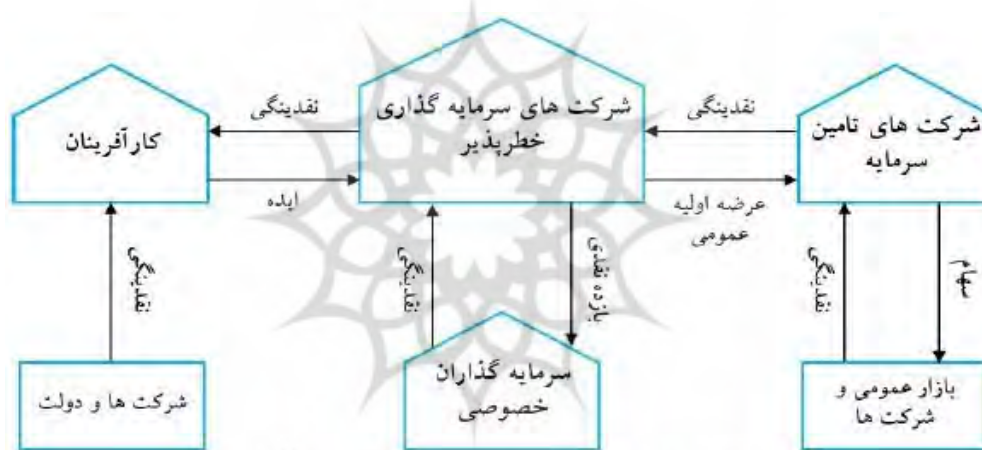 شرکت های سرمایه گذاری
خطرپذیر
نقدینگی
نقدینگی
کارآفرینان
شرکت های تامین
سرمایه
ایده
عرضه اولیه
عمومی
نقدینگی
نقدینگی
بازده نقدی
نقدینگی
سهام
سرمایه گذاران
خصوصی
شرکت ها و دولت
بازار عمومی و
شرکت ها